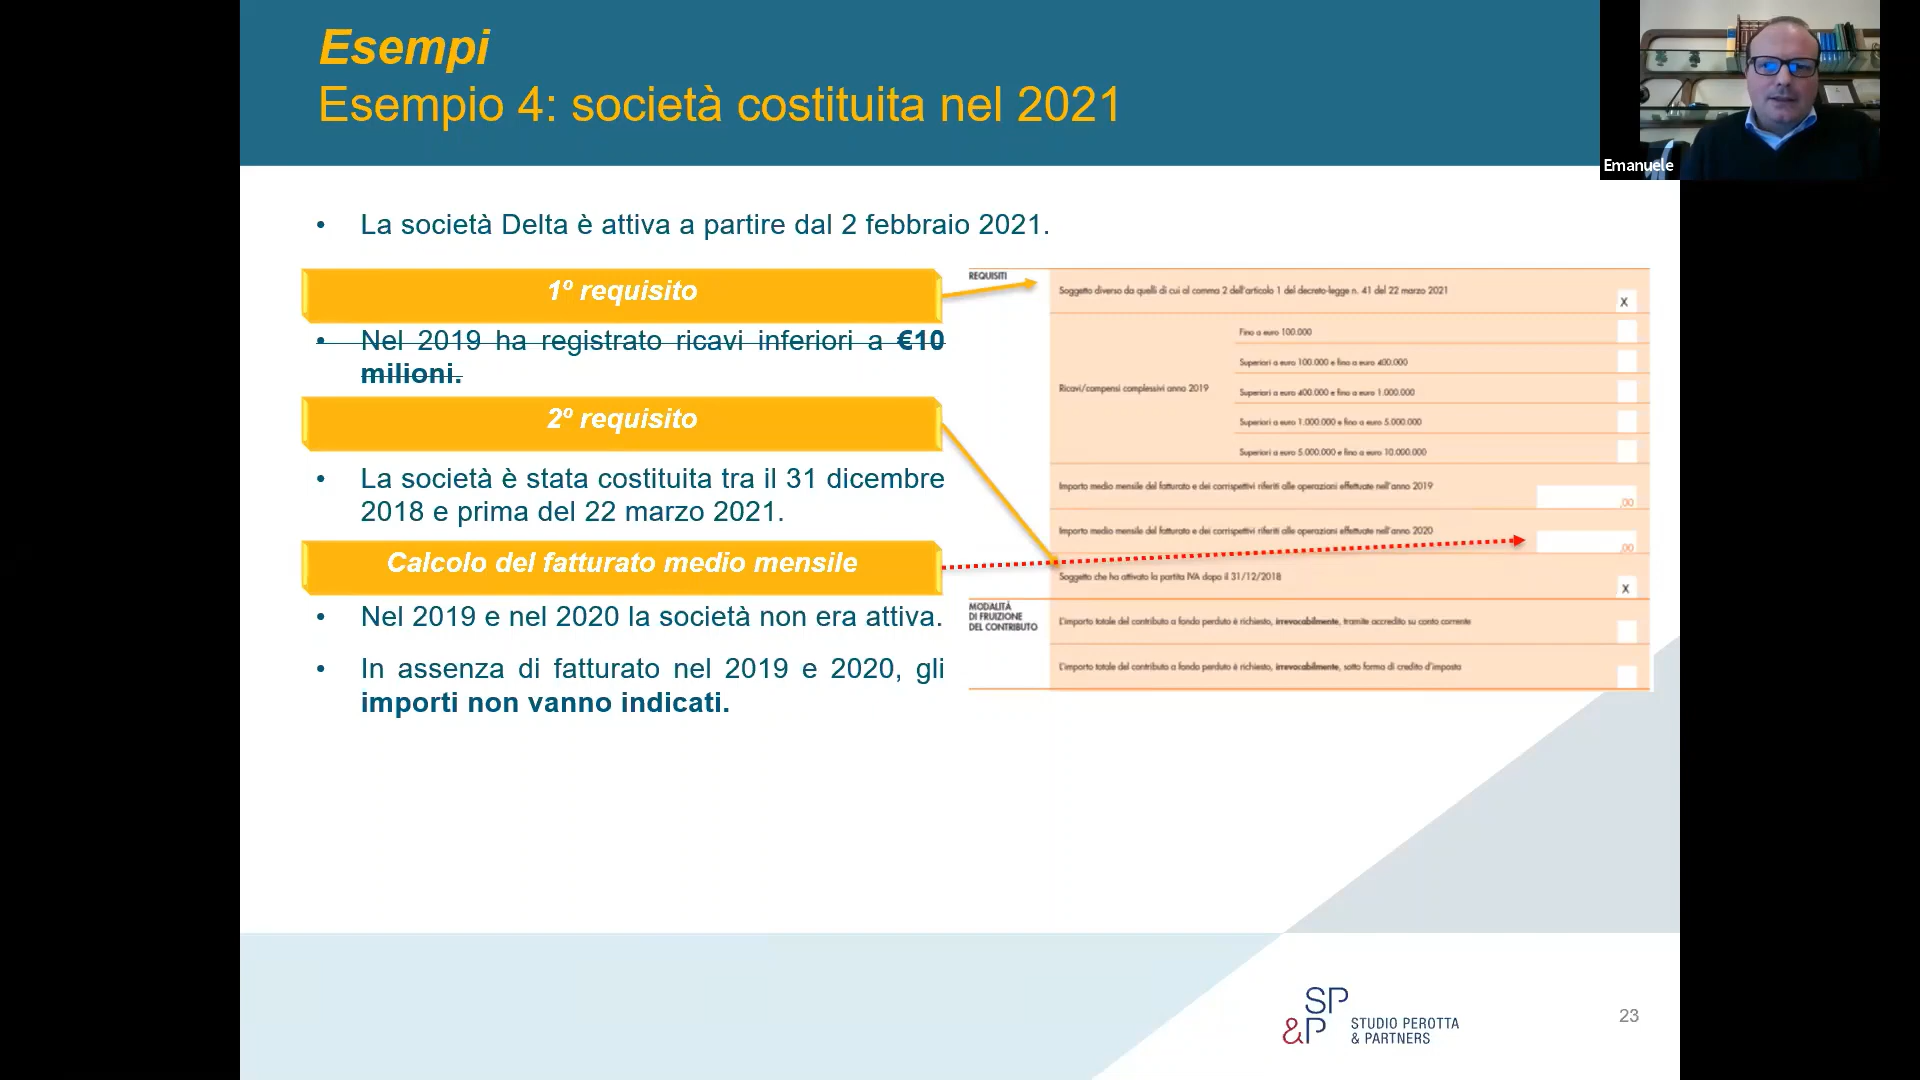 Esempi
Esempio 4: società costituita nel 2021
Emanuele
• La società Delta è attiva a partire dal 2 febbraio 2021.
1º requisito
• Nel 2019 ha registrato ricavi inferiori a €10
milioni.
2º requisito
• La società è stata costituita tra il 31 dicembre
2018 e prima del 22 marzo 2021.
Calcolo del fatturato medio mensile
• Nel 2019 e nel 2020 la società non era attiva.
• In assenza di fatturato nel 2019 e 2020, gli
importi non vanno indicati.
REQUISITI
Soggetto diverso da quelli di cui al comma 2 dell'articolo 1 del decreto-legge n. 41 del 22 marzo 2021
X
Ricavi/compensi complessivi anno 2019
Fino a euro 100.000
Superiori a euro 100.000 e fino a euro 400.000
Superiori a euro 400.000 e fino a euro 1.000.000
Superiori a euro 1.000.000 e fino a euro 5.000.000
Superiori a euro 5.000.000 e fino a euro 10.000.000
Importo medio mensile del fatturato e dei corrispettivi riferiti alle operazioni effettuate nell'anno 2019
,00
Importo medio mensile del fatturato e dei corrispettivi riferiti alle operazioni effettuate nell'anno 2020
,00
Soggetto che ha attivato la partita IVA dopo il 31/12/2018
X
MODALITÀ
DI FRUIZIONE
DEL CONTRIBUTO
L'importo totale del contributo a fondo perduto è richiesto, irrevocabilmente, tramite accredito su conto corrente
L'importo totale del contributo a fondo perduto è richiesto, irrevocabilmente, sotto forma di credito d'imposta
SP
&P
STUDIO PEROTTA
& PARTNERS
23